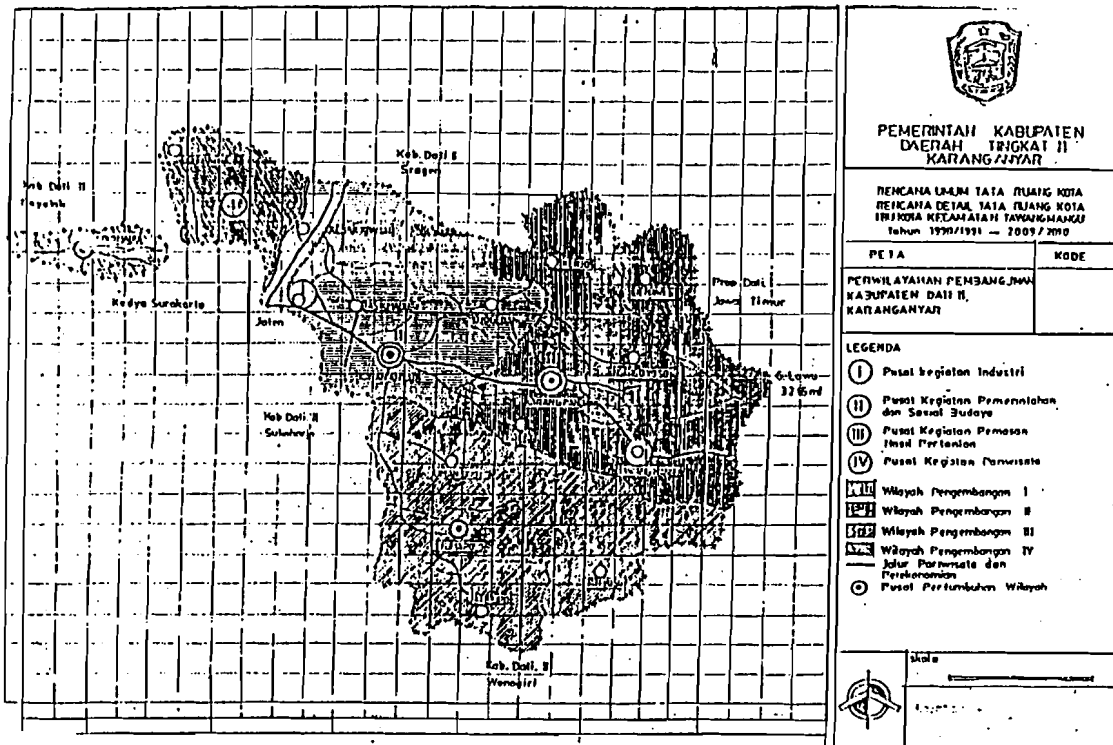 Kab. Dati II
Sragen
Kodya Surakarta
Jaten
Prop. Dati.
Jawa Timur
G. Lawu
3265 m
Kab Dati. II
Sukoharjo
Kab. Dati. II
Wonogiri
PEMERINTAH KABUPATEN
DAERAH TINGKAT II
KARANGANYAR
RENCANA UMUM TATA RUANG KOTA
RENCANA DETAIL TATA RUANG KOTA
IBUKOTA KECAMATAN TAWANGMANGU
Tahun 1990/1991 — 2009/2010
PETA
KODE
PERWILAYAHAN PEMBANGUNAN
KABUPATEN DATI II,
KARANGANYAR
LEGENDA
I Pusat kegiatan Industri
II Pusat Kegiatan Pemerintahan
dan Sosial Budaya
III Pusat Kegiatan Pemasan
Hasil Pertanian
IV Pusat Kegiatan Pariwisata
Wilayah Pengembangan I
Wilayah Pengembangan II
Wilayah Pengembangan III
Wilayah Pengembangan IV
Jalur Pariwisata dan
Perekonomian
Pusat Pertumbuhan Wilayah
skala